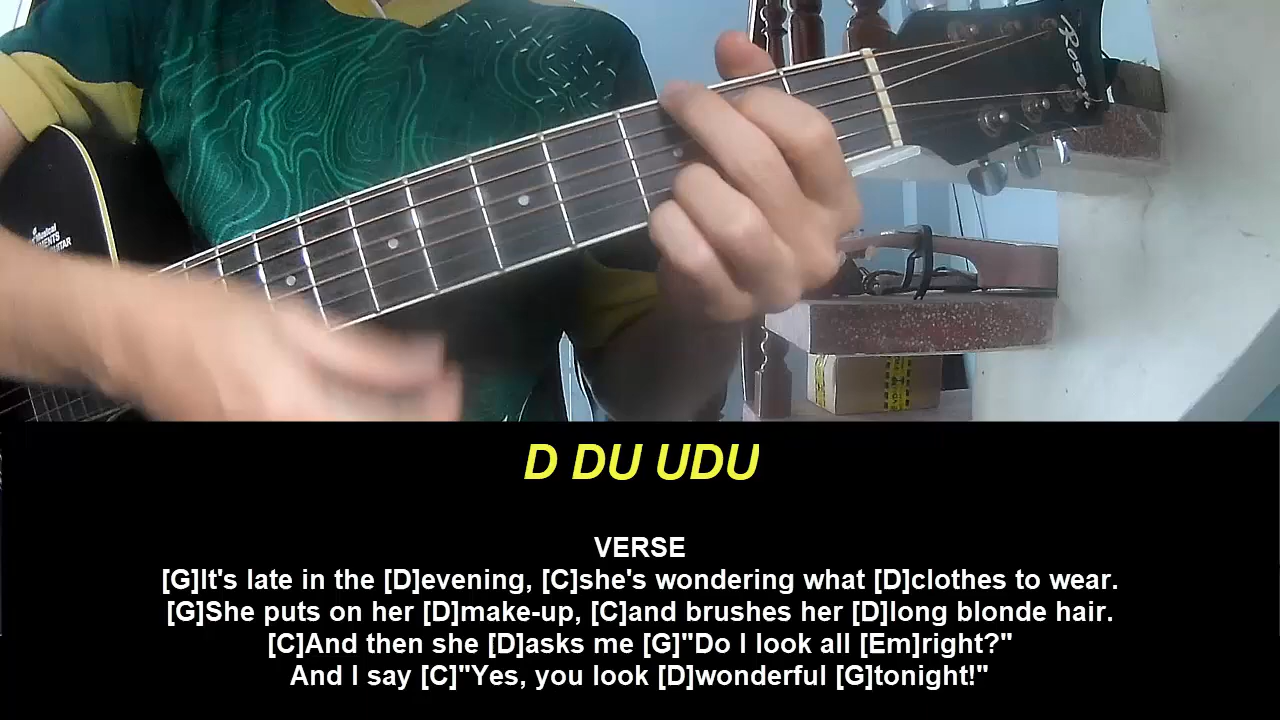 Rosen
D DU UDU
VERSE
[G]It's late in the [D]evening, [C]she's wondering what [D]clothes to wear.
[G]She puts on her [D]make-up, [C]and brushes her [D]long blonde hair.
[C]And then she [D]asks me [G]"Do I look all [Em]right?"
And I say [C]"Yes, you look [D]wonderful [G]tonight!"